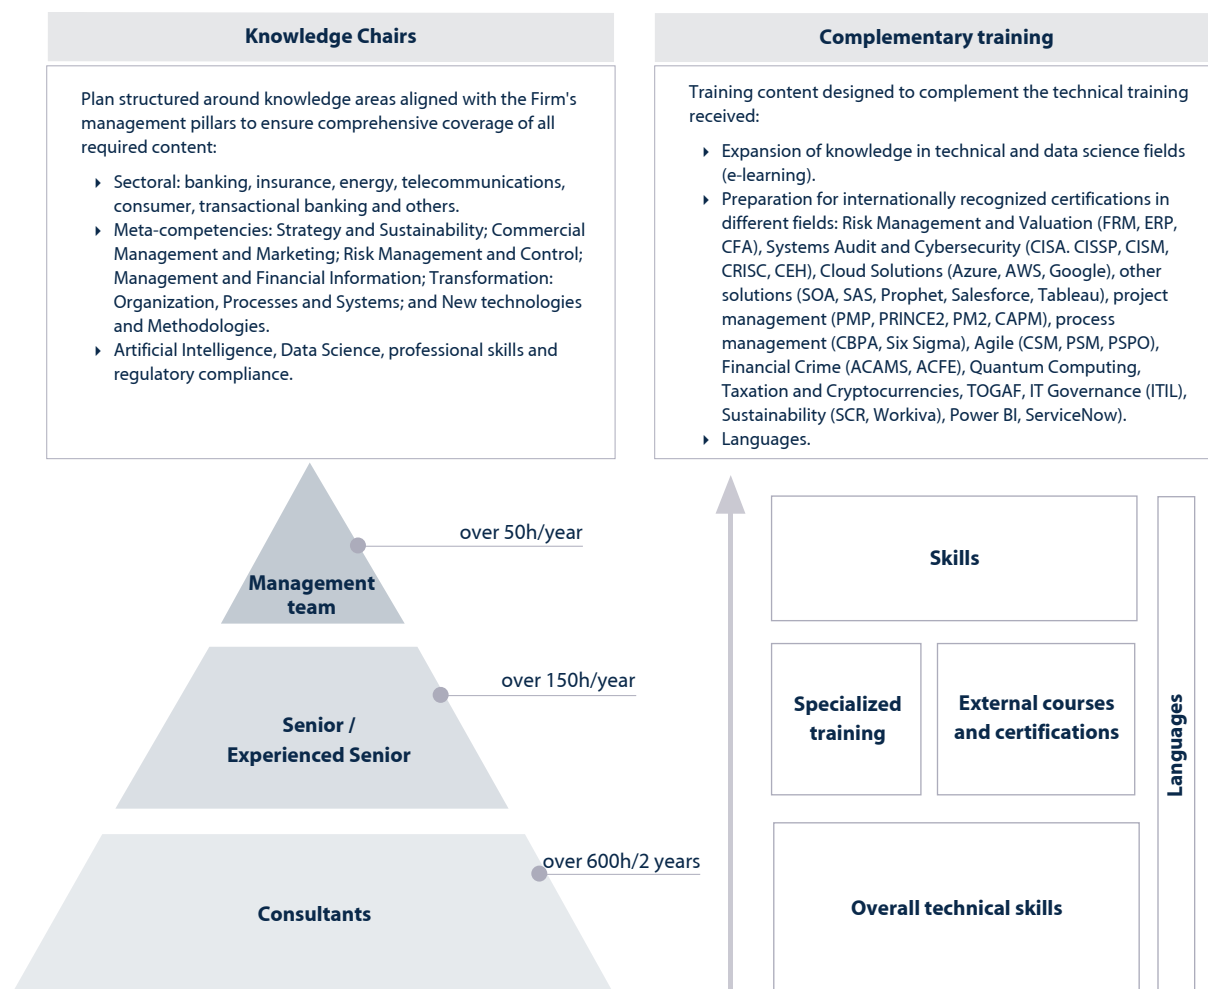 Knowledge Chairs
Plan structured around knowledge areas aligned with the Firm's
management pillars to ensure comprehensive coverage of all
required content:
Sectoral: banking, insurance, energy, telecommunications,
consumer, transactional banking and others.
Meta-competencies: Strategy and Sustainability; Commercial
Management and Marketing; Risk Management and Control;
Management and Financial Information; Transformation:
Organization, Processes and Systems; and New technologies
and Methodologies.
Artificial Intelligence, Data Science, professional skills and
regulatory compliance.
Complementary training
Training content designed to complement the technical training
received:
Expansion of knowledge in technical and data science fields
(e-learning).
Preparation for internationally recognized certifications in
different fields: Risk Management and Valuation (FRM, ERP,
CFA), Systems Audit and Cybersecurity (CISA. CISSP, CISM,
CRISC, CEH), Cloud Solutions (Azure, AWS, Google), other
solutions (SOA, SAS, Prophet, Salesforce, Tableau), project
management (PMP, PRINCE2, PM2, CAPM), process
management (CBPA, Six Sigma), Agile (CSM, PSM, PSPO),
Financial Crime (ACAMS, ACFE), Quantum Computing,
Taxation and Cryptocurrencies, TOGAF, IT Governance (ITIL),
Sustainability (SCR, Workiva), Power BI, ServiceNow).
Languages.
over 50h/year
Management
team
over 150h/year
Senior /
Experienced Senior
over 600h/2 years
Consultants
Skills
Specialized
training
External courses
and certifications
Overall technical skills
Languages